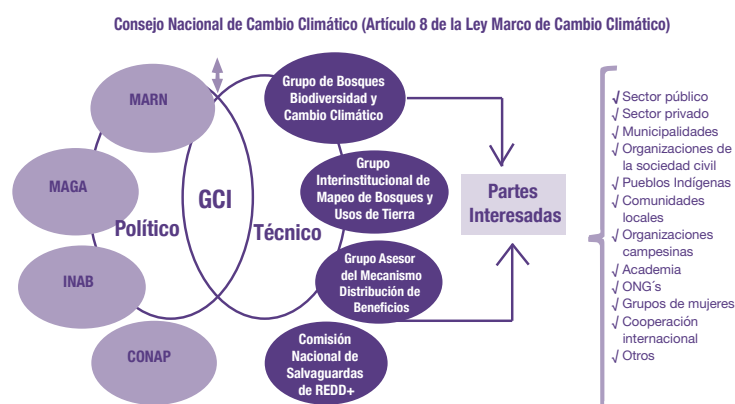 Consejo Nacional de Cambio Climático (Artículo 8 de la Ley Marco de Cambio Climático)
MARN
MAGA
INAB
CONAP
Político
GCI
Técnico
Grupo de Bosques
Biodiversidad y
Cambio Climático
Grupo
Interinstitucional de
Mapeo de Bosques y
Usos de Tierra
Grupo Asesor
del Mecanismo
Distribución de
Beneficios
Comisión
Nacional de
Salvaguardas
de REDD+
Partes
Interesadas
√ Sector público
√ Sector privado
√ Municipalidades
√ Organizaciones de
la sociedad civil
√ Pueblos Indígenas
√ Comunidades
locales
√ Organizaciones
campesinas
√ Academia
√ ONG´s
√ Grupos de mujeres
√ Cooperación
internacional
√ Otros